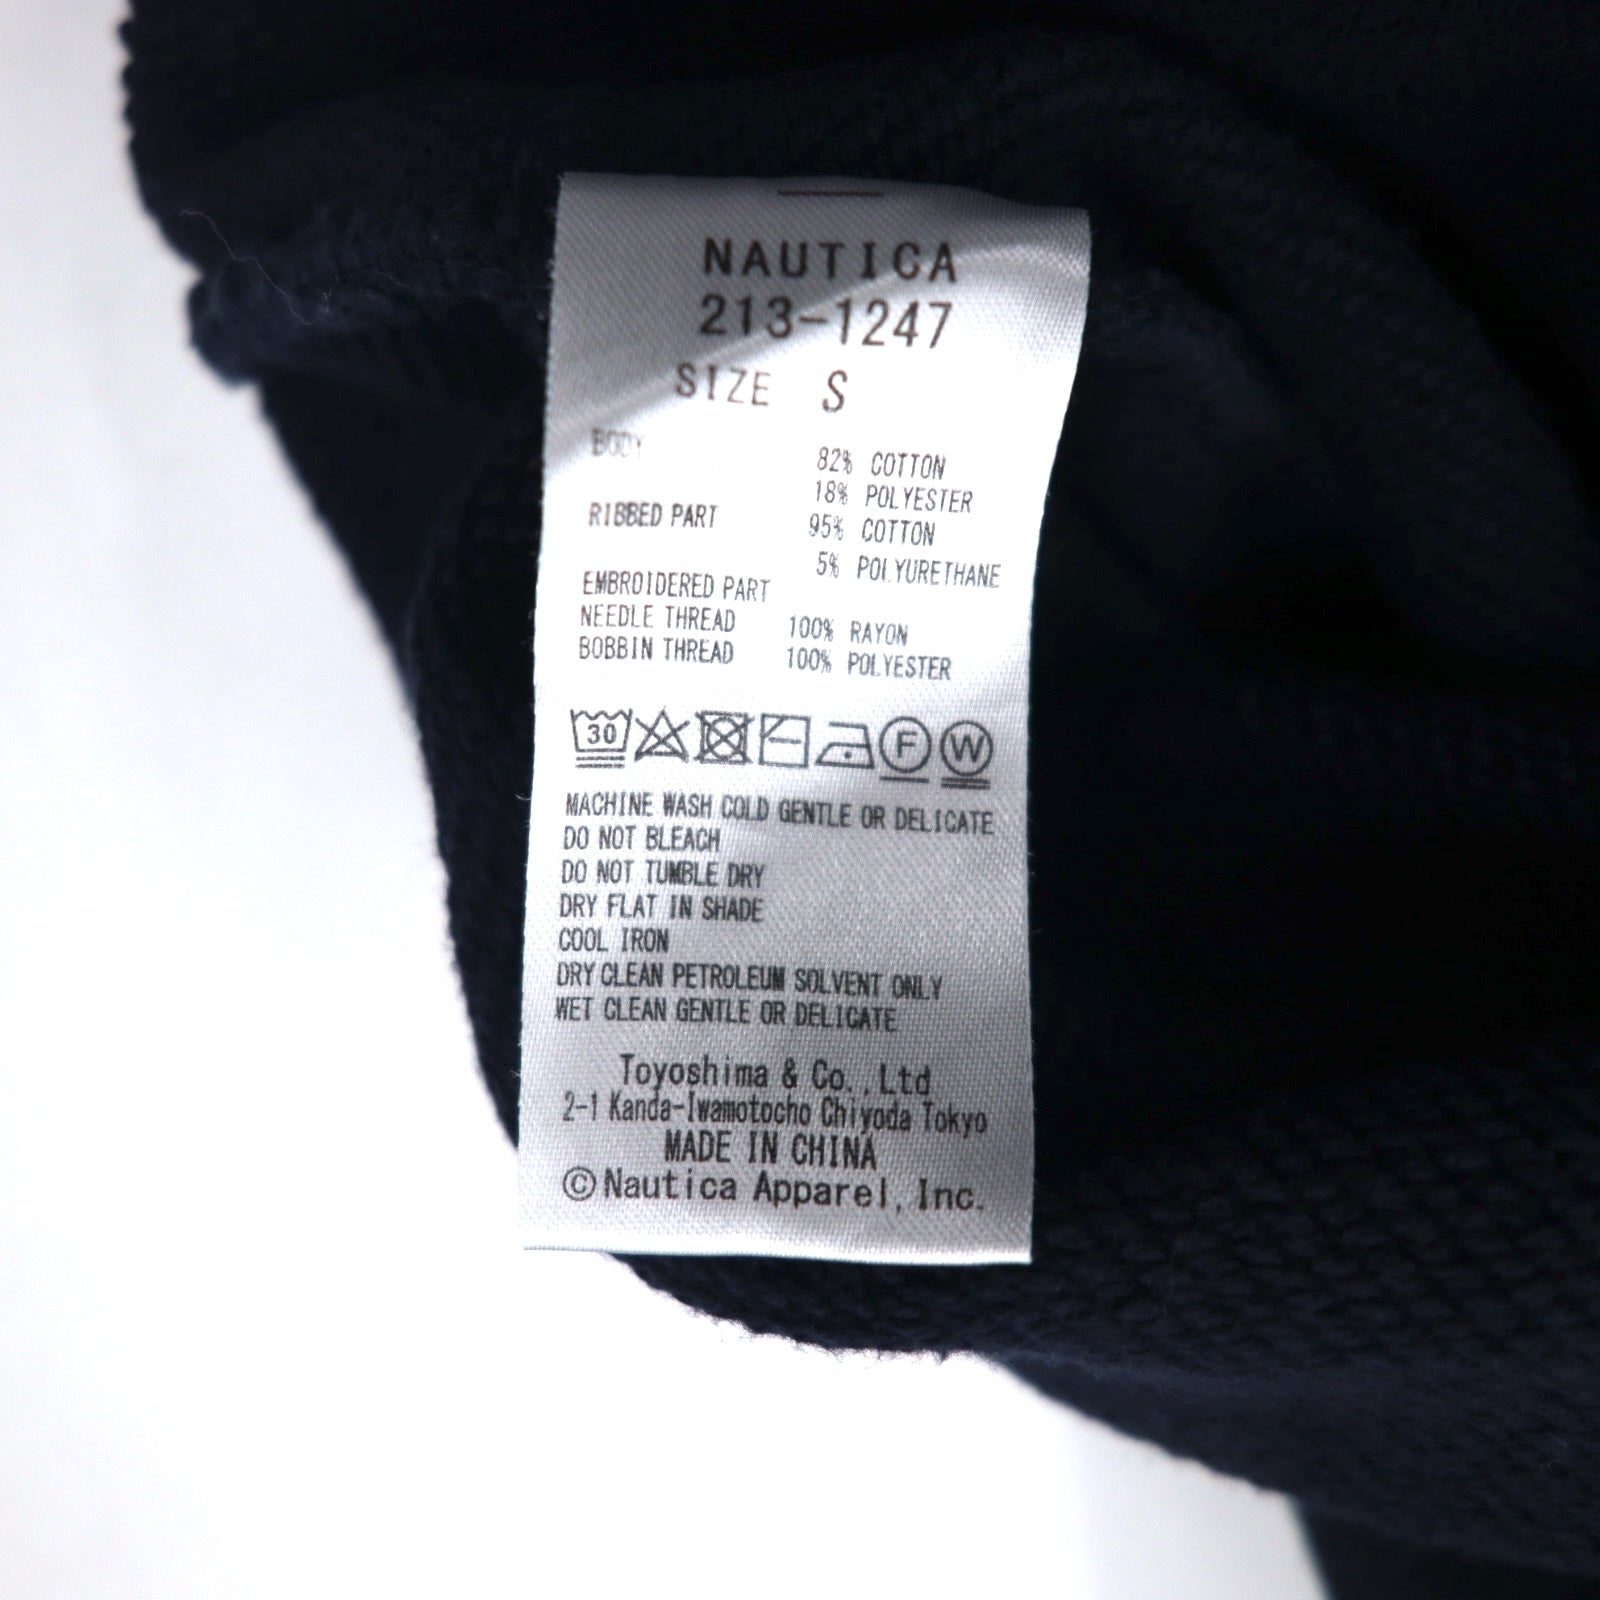 NAUTICA
213-1247
SIZE S
BODY 82% COTTON
18% POLYESTER
RIBBED PART 95% COTTON
5% POLYURETHANE
EMBROIDERED PART
NEEDLE THREAD 100% RAYON
BOBBIN THREAD 100% POLYESTER
30 F W
MACHINE WASH COLD GENTLE OR DELICATE
DO NOT BLEACH
DO NOT TUMBLE DRY
DRY FLAT IN SHADE
COOL IRON
DRY CLEAN PETROLEUM SOLVENT ONLY
WET CLEAN GENTLE OR DELICATE
Toyoshima & Co.,Ltd
2-1 Kanda-Iwamotocho Chiyoda Tokyo
MADE IN CHINA
©Nautica Apparel, Inc.